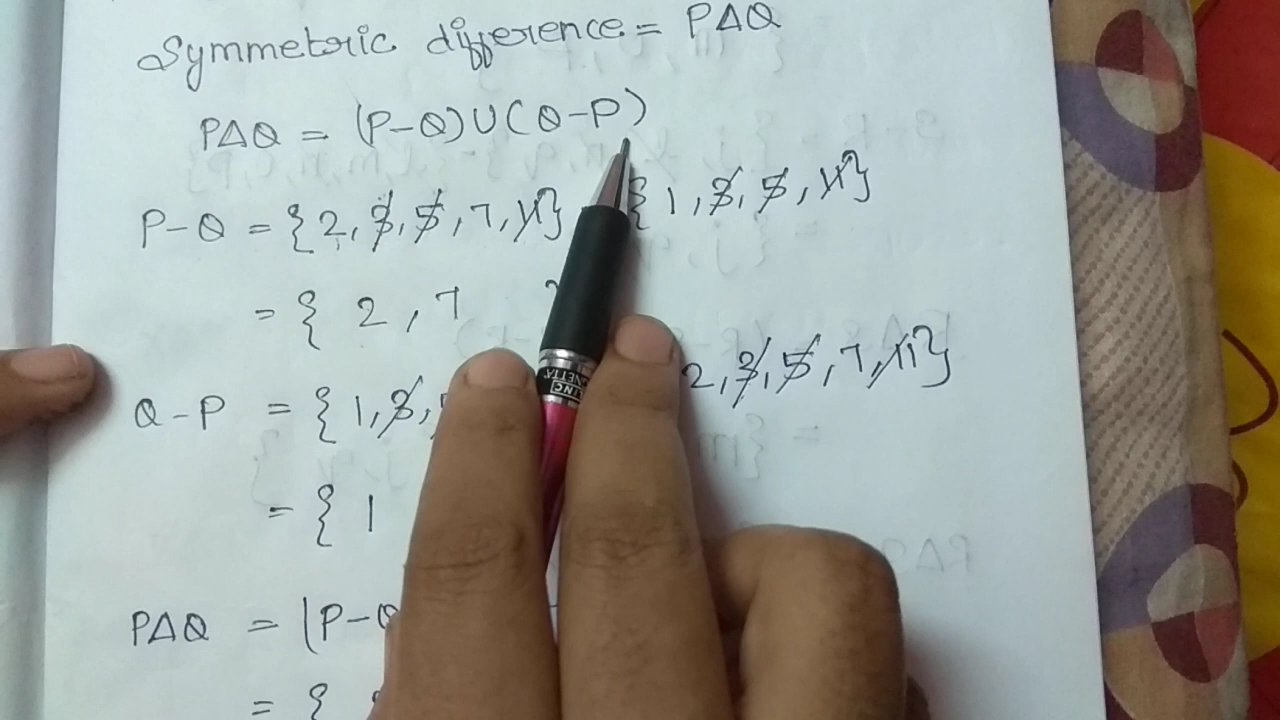 Symmetric difference = PΔQ
PΔQ = (P-Q)U(Q-P)
P-Q = {2, 3, 5, 7, 11} {1, 3, 5, 11}
= { 2, 7
Q-P = {1, 3, 2, 3, 5, 7, 11}
= { 1
PΔQ = (P-Q
= {